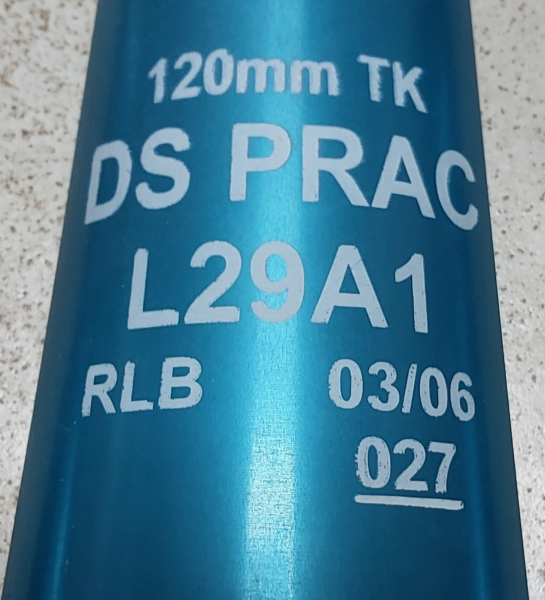 120mm TK
DS PRAC
L29A1
RLB 03/06
027